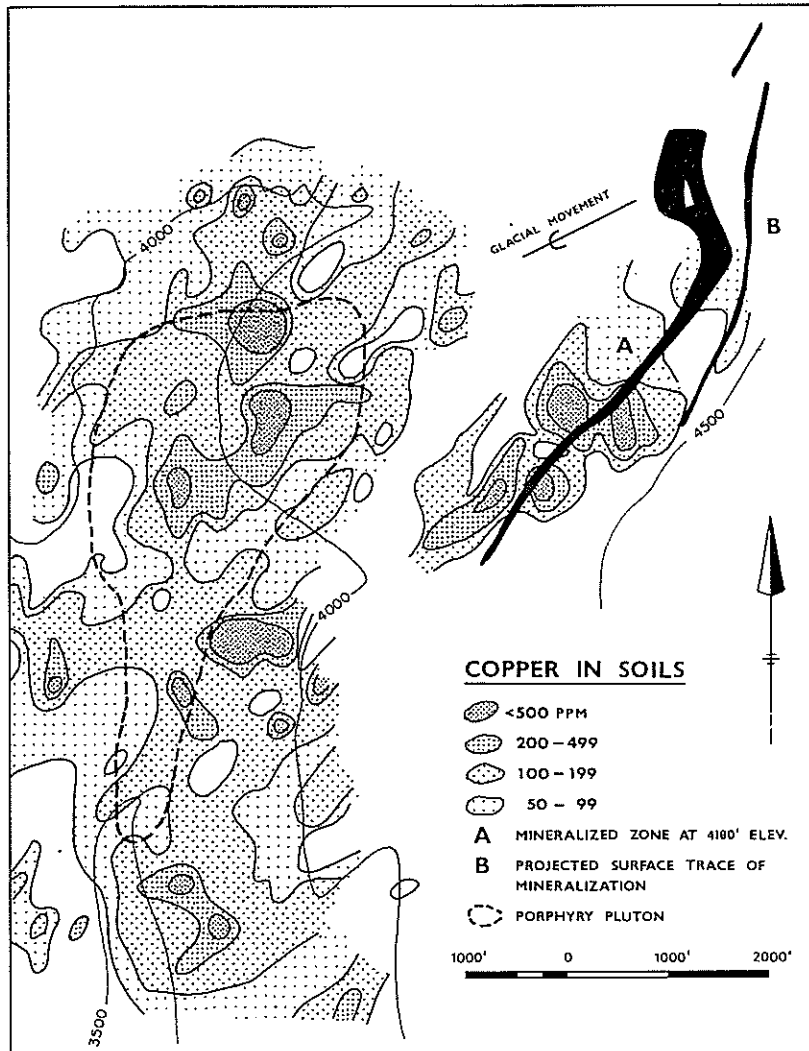 4000
GLACIAL MOVEMENT
B
A
4500
4000
COPPER IN SOILS
<500 PPM
200-499
100-199
50-99
A MINERALIZED ZONE AT 4100' ELEV.
B PROJECTED SURFACE TRACE OF
MINERALIZATION
PORPHYRY PLUTON
1000' 0 1000' 2000'
3500